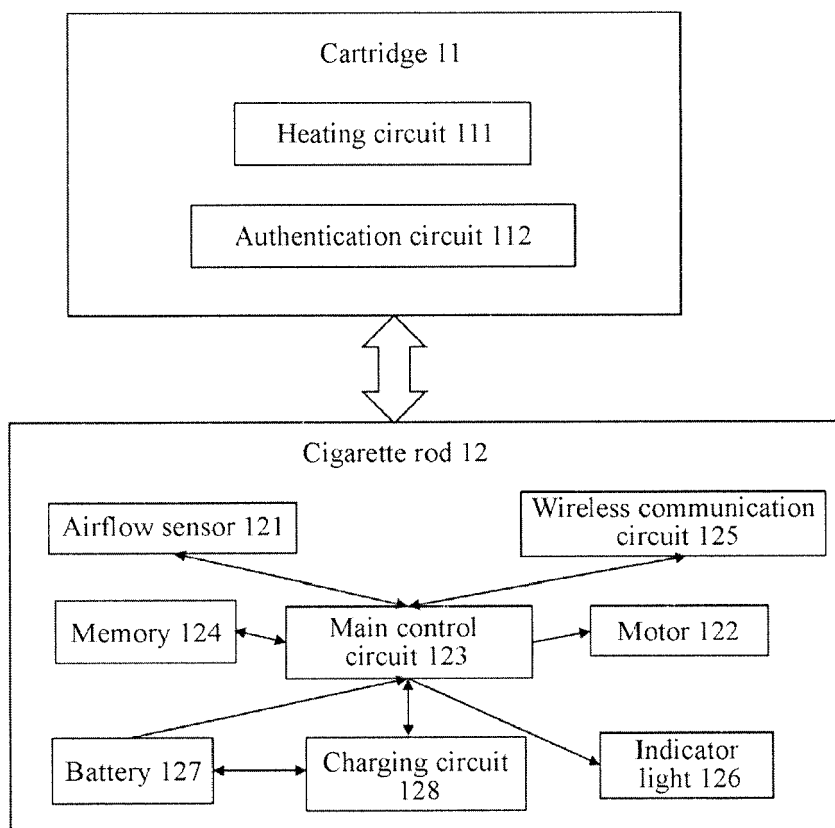 Cartridge 11
Heating circuit 111
Authentication circuit 112
Cigarette rod 12
Airflow sensor 121
Wireless communication
circuit 125
Memory 124
Main control
circuit 123
Motor 122
Battery 127
Charging circuit
128
Indicator
light 126